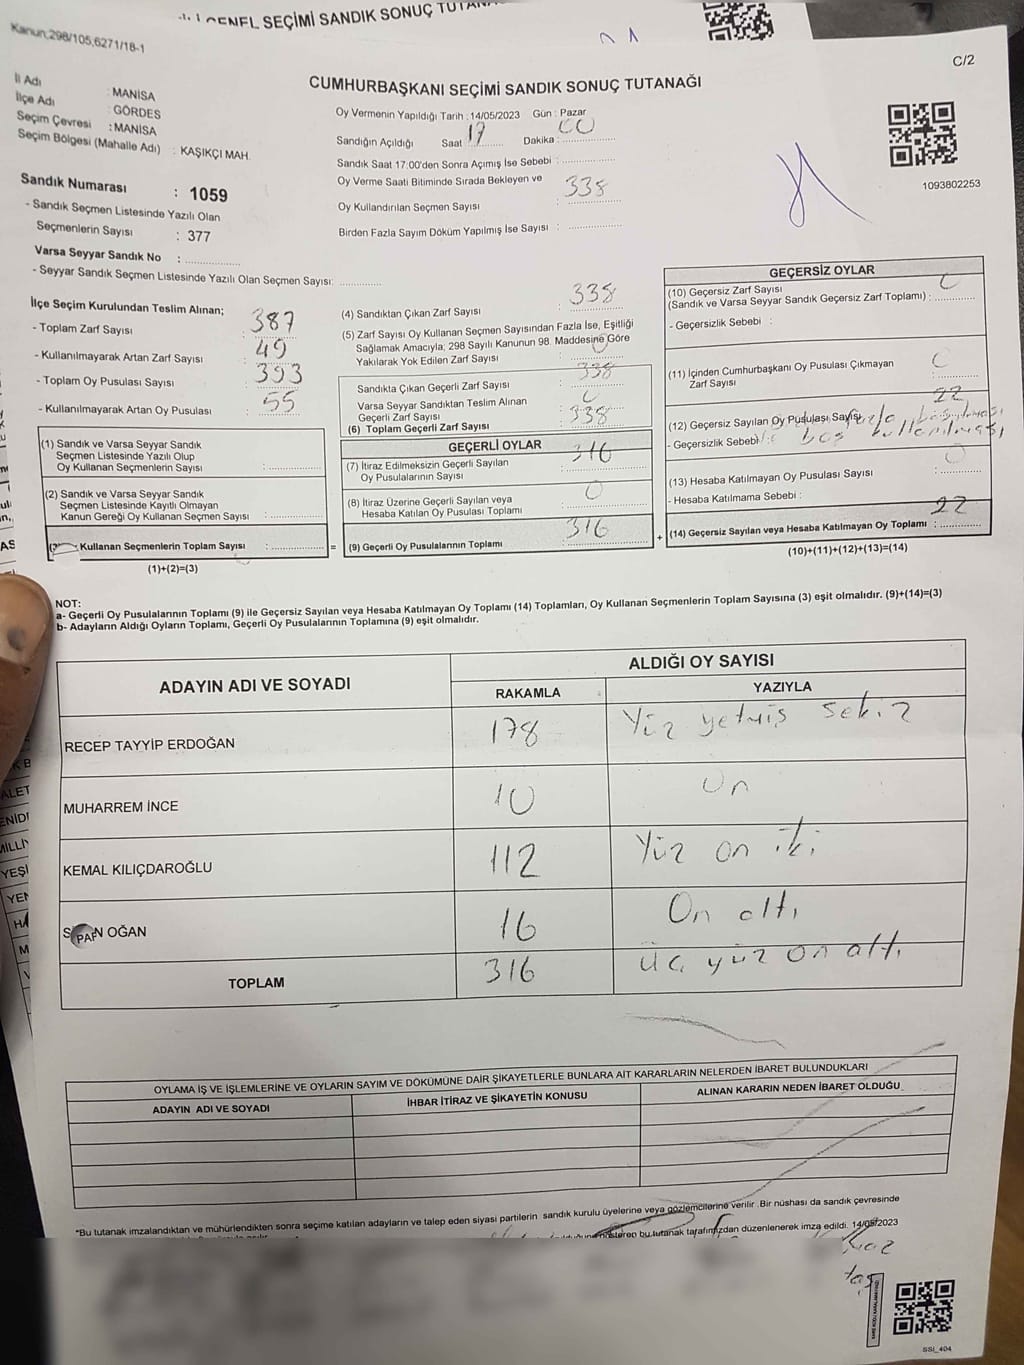 GENEL SEÇİMİ SANDIK SONUÇ
Kanun;298/105,6271/18-1
C/2
CUMHURBAŞKANI SEÇİMİ SANDIK SONUÇ TUTANAĞI
İl Adı : MANİSA
İlçe Adı : GÖRDES
Seçim Çevresi : MANİSA
Seçim Bölgesi (Mahalle Adı) : KAŞIKÇI MAH.
Sandık Numarası : 1059
- Sandık Seçmen Listesinde Yazılı Olan
Seçmenlerin Sayısı : 377
Varsa Seyyar Sandık No : ..............
- Seyyar Sandık Seçmen Listesinde Yazılı Olan Seçmen Sayısı: ..............
Oy Vermenin Yapıldığı Tarih : 14/05/2023 Gün : Pazar
Sandığın Açıldığı Saat 17 Dakika : 00
Sandık Saat 17:00'den Sonra Açımış İse Sebebi : ..............
Oy Verme Saati Bitiminde Sırada Bekleyen ve
Oy Kullandırılan Seçmen Sayısı : 338
Birden Fazla Sayım Döküm Yapılmış İse Sayısı : ..............
1093802253
İlçe Seçim Kurulundan Teslim Alınan;
- Toplam Zarf Sayısı : 387
- Kullanılmayarak Artan Zarf Sayısı : 49
- Toplam Oy Pusulası Sayısı : 393
- Kullanılmayarak Artan Oy Pusulası : 55
(1) Sandık ve Varsa Seyyar Sandık
Seçmen Listesinde Yazılı Olup
Oy Kullanan Seçmenlerin Sayısı : ..............
(2) Sandık ve Varsa Seyyar Sandık
Seçmen Listesinde Kayıtlı Olmayan
Kanun Gereği Oy Kullanan Seçmen Sayısı : ..............
Kullanan Seçmenlerin Toplam Sayısı : .............. =
(1)+(2)=(3)
(4) Sandıktan Çıkan Zarf Sayısı : 338
(5) Zarf Sayısı Oy Kullanan Seçmen Sayısından Fazla İse, Eşitliği
Sağlamak Amacıyla; 298 Sayılı Kanunun 98. Maddesine Göre
Yakılarak Yok Edilen Zarf Sayısı : 0
Sandıkta Çıkan Geçerli Zarf Sayısı : 338
Varsa Seyyar Sandıktan Teslim Alınan
Geçerli Zarf Sayısı : 0
(6) Toplam Geçerli Zarf Sayısı : 338
GEÇERLİ OYLAR
(7) İtiraz Edilmeksizin Geçerli Sayılan
Oy Pusulalarının Sayısı : 316
(8) İtiraz Üzerine Geçerli Sayılan veya
Hesaba Katılan Oy Pusulası Toplamı : 0
(9) Geçerli Oy Pusulalarının Toplamı : 316 +
GEÇERSİZ OYLAR
(10) Geçersiz Zarf Sayısı
(Sandık ve Varsa Seyyar Sandık Geçersiz Zarf Toplamı) : 0
- Geçersizlik Sebebi :
(11) İçinden Cumhurbaşkanı Oy Pusulası Çıkmayan
Zarf Sayısı : 0
(12) Geçersiz Sayılan Oy Pusulası Sayısı 22
- Geçersizlik Sebebi fazla basılması
boş kullanılması
(13) Hesaba Katılmayan Oy Pusulası Sayısı : 0
- Hesaba Katılmama Sebebi :
(14) Geçersiz Sayılan veya Hesaba Katılmayan Oy Toplamı : 22
(10)+(11)+(12)+(13)=(14)
NOT:
a- Geçerli Oy Pusulalarının Toplamı (9) ile Geçersiz Sayılan veya Hesaba Katılmayan Oy Toplamı (14) Toplamları, Oy Kullanan Seçmenlerin Toplam Sayısına (3) eşit olmalıdır. (9)+(14)=(3)
b- Adayların Aldığı Oyların Toplamı, Geçerli Oy Pusulalarının Toplamına (9) eşit olmalıdır.
ADAYIN ADI VE SOYADI ALDIĞI OY SAYISI
RAKAMLA YAZIYLA
RECEP TAYYİP ERDOĞAN 178 Yüz yetmiş sekiz
MUHARREM İNCE 10 On
KEMAL KILIÇDAROĞLU 112 Yüz on iki
OĞAN 16 On altı
TOPLAM 316 üç yüz on altı
OYLAMA İŞ VE İŞLEMLERİNE VE OYLARIN SAYIM VE DÖKÜMÜNE DAİR ŞİKAYETLERLE BUNLARA AİT KARARLARIN NELERDEN İBARET BULUNDUKLARI
ADAYIN ADI VE SOYADI İHBAR İTİRAZ VE ŞİKAYETİN KONUSU ALINAN KARARIN NEDEN İBARET OLDUĞU
*Bu tutanak imzalandıktan ve mühürlendikten sonra seçime katılan adayların ve talep eden siyasi partilerin sandık kurulu üyelerine veya gözlemcilerine verilir .Bir nüshası da sandık çevresinde
gösteren bu tutanak tarafımızdan düzenlenerek imza edildi. 14/05/2023
SSI_404